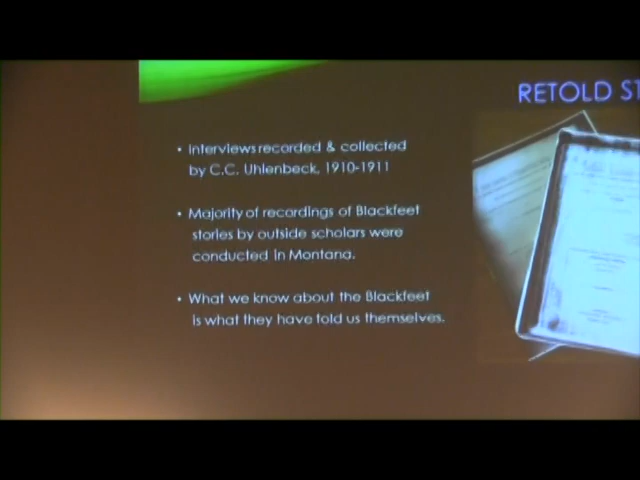 RETOLD ST
• Interviews recorded & collected
by C.C. Uhlenbeck, 1910-1911
• Majority of recordings of Blackfeet
stories by outside scholars were
conducted in Montana.
• What we know about the Blackfeet
is what they have told us themselves.